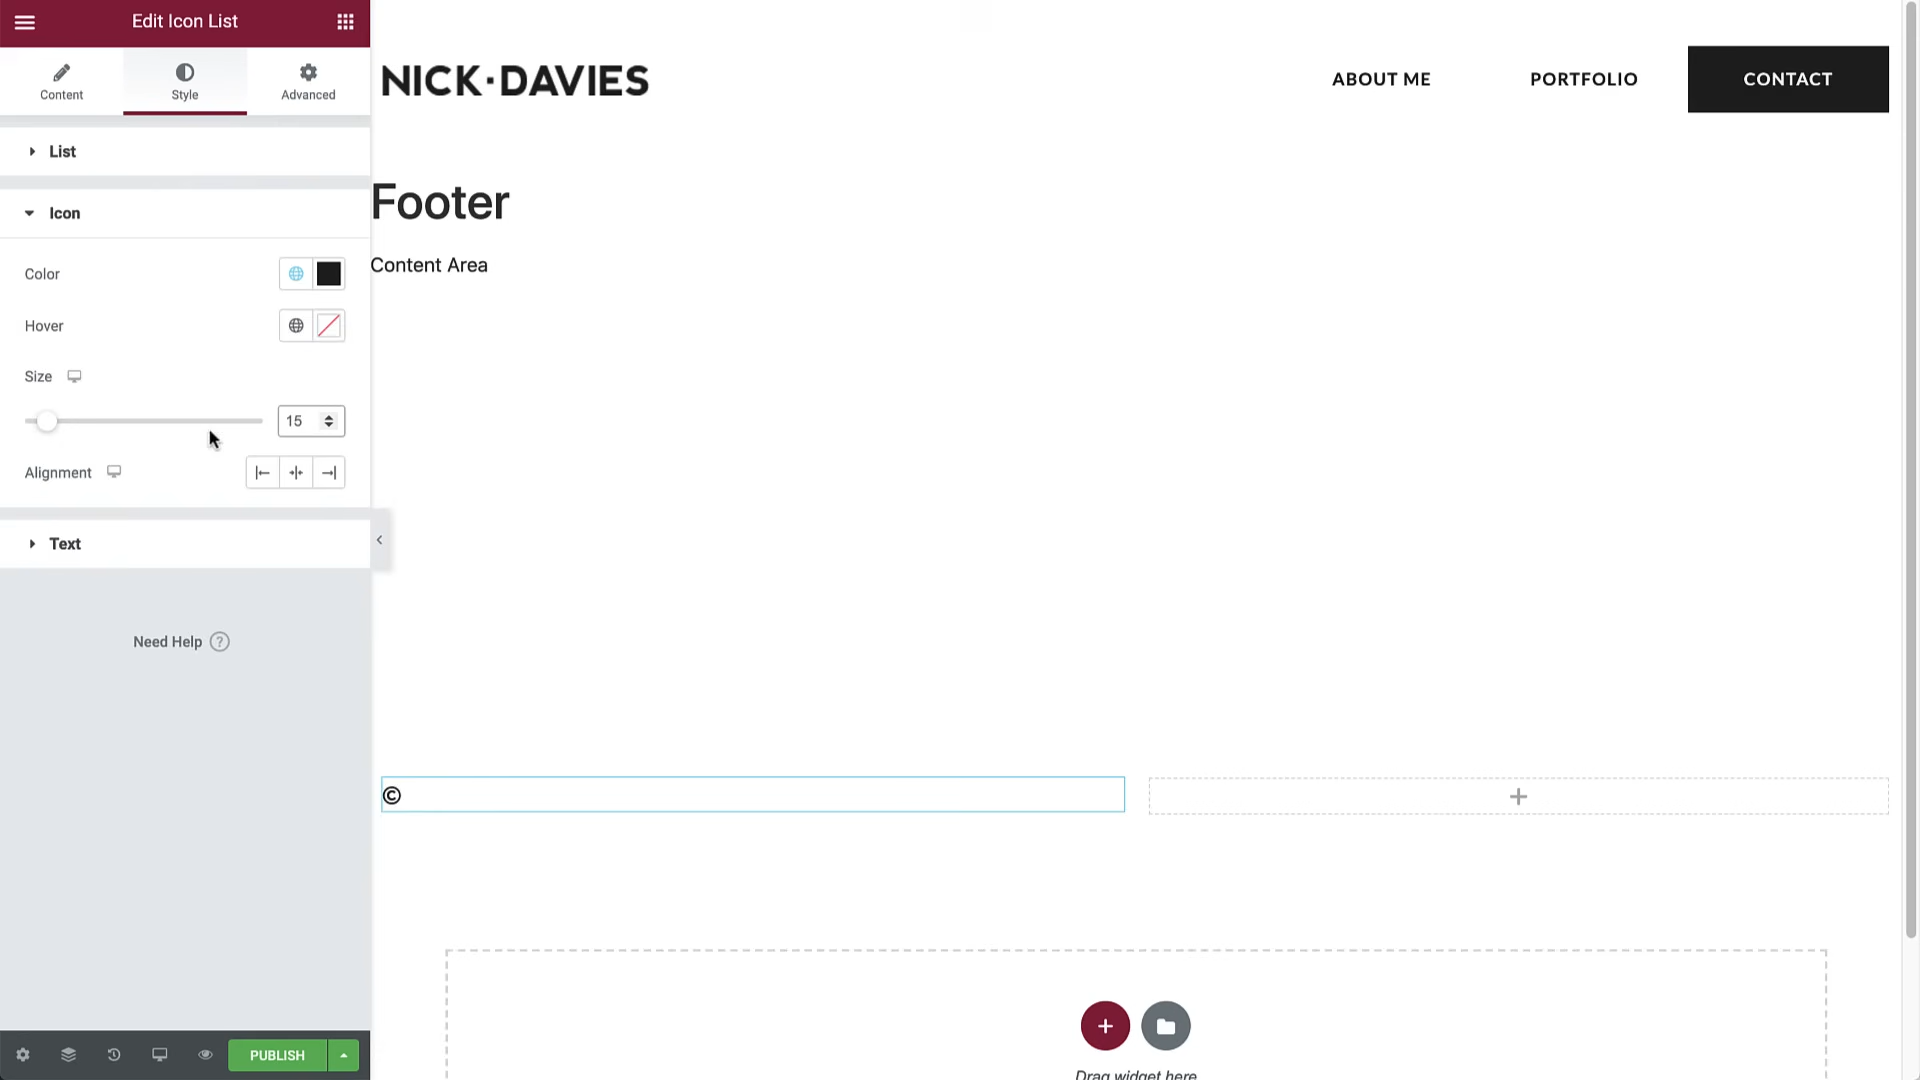 Edit Icon List
Content
Style
Advanced
List
Icon
Color
Hover
Size
15
Alignment
Text
Need Help ?
PUBLISH
NICK·DAVIES
ABOUT ME
PORTFOLIO
CONTACT
Footer
Content Area
©
Drag widget here